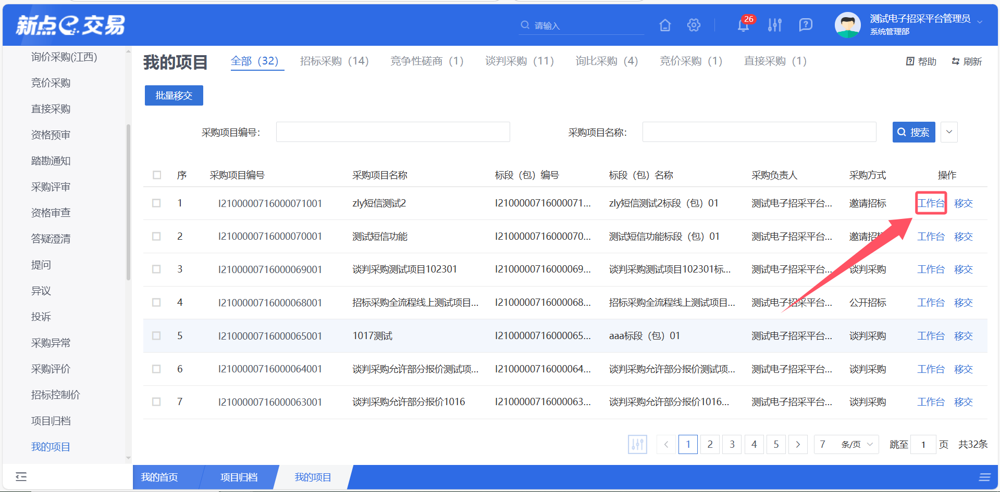 新点e交易
请输入
26
测试电子招采平台管理员
系统管理部
询价采购(江西)
竞价采购
直接采购
资格预审
踏勘通知
采购评审
资格审查
答疑澄清
提问
异议
投诉
采购异常
采购评价
招标控制价
项目归档
我的项目
我的项目 全部（32） 招标采购（14） 竞争性磋商（1） 谈判采购（11） 询比采购（4） 竞价采购（1） 直接采购（1） 帮助 刷新
批量移交
采购项目编号： 采购项目名称： 搜索
序 采购项目编号 采购项目名称 标段（包）编号 标段（包）名称 采购负责人 采购方式 操作
1 I2100000716000071001 zly短信测试2 I2100000716000071... zly短信测试2标段（包）01 测试电子招采平台... 邀请招标 工作台 移交
2 I2100000716000070001 测试短信功能 I2100000716000070... 测试短信功能标段（包）01 测试电子招采平台... 邀请招标 工作台 移交
3 I2100000716000069001 谈判采购测试项目102301 I2100000716000069... 谈判采购测试项目102301标... 测试电子招采平台... 谈判采购 工作台 移交
4 I2100000716000068001 招标采购全流程线上测试项目... I2100000716000068... 招标采购全流程线上测试项目... 测试电子招采平台... 公开招标 工作台 移交
5 I2100000716000065001 1017测试 I2100000716000065... aaa标段（包）01 测试电子招采平台... 谈判采购 工作台 移交
6 I2100000716000064001 谈判采购允许部分报价测试项... I2100000716000064... 谈判采购允许部分报价测试项... 测试电子招采平台... 谈判采购 工作台 移交
7 I2100000716000063001 谈判采购允许部分报价1016 I2100000716000063... 谈判采购允许部分报价1016... 测试电子招采平台... 谈判采购 工作台 移交
1 2 3 4 5 7 条/页 跳至 1 页 共32条
我的首页 项目归档 我的项目